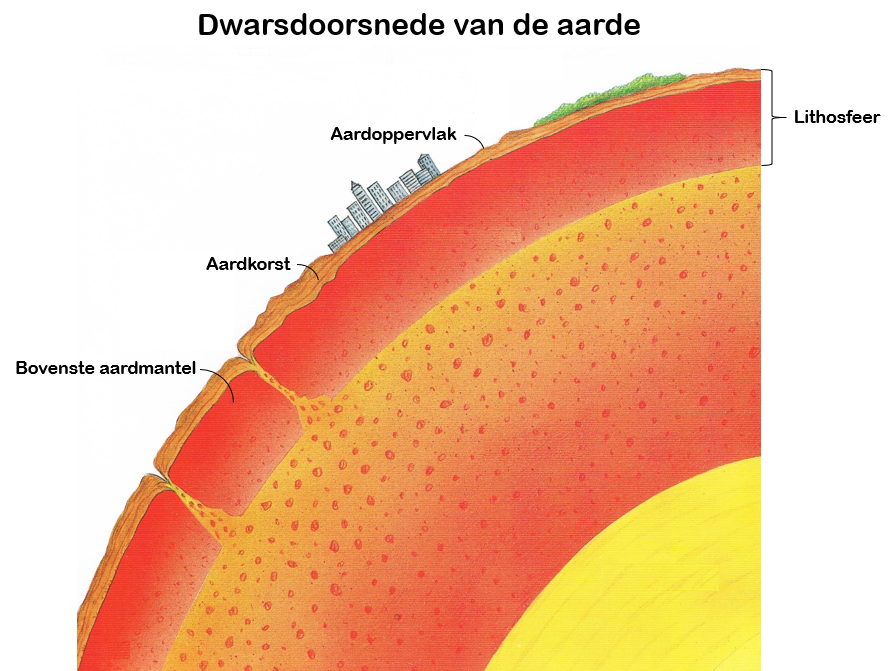 Dwarsdoorsnede van de aarde
Lithosfeer
Aardoppervlak
Aardkorst
Bovenste aardmantel